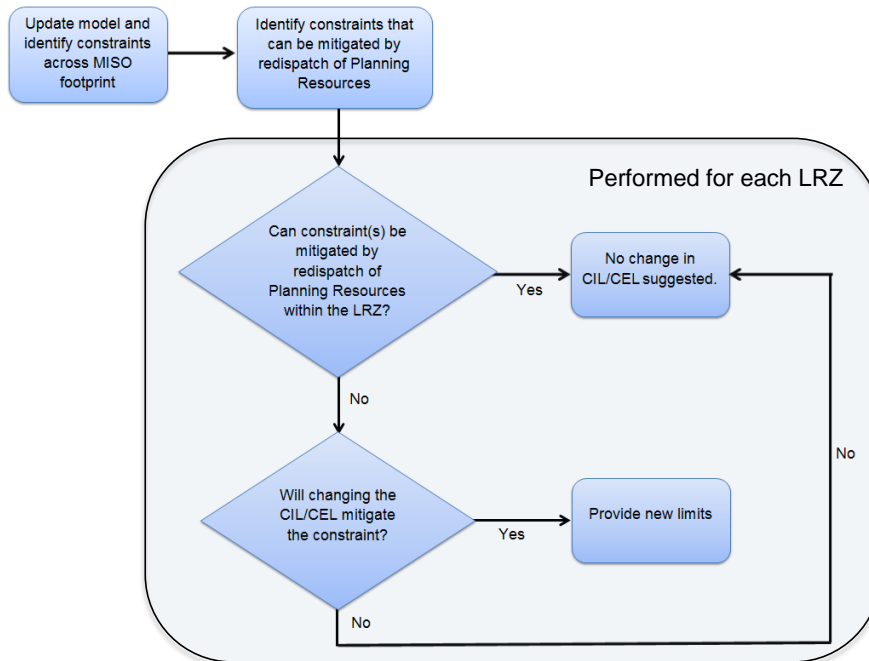 Update model and
identify constraints
across MISO
footprint
Identify constraints that
can be mitigated by
redispatch of Planning
Resources
Performed for each LRZ
Can constraint(s) be
mitigated by
redispatch of
Planning Resources
within the LRZ?
Yes
No change in
CIL/CEL suggested.
No
Will changing the
CIL/CEL mitigate
the constraint?
Yes
Provide new limits
No
No